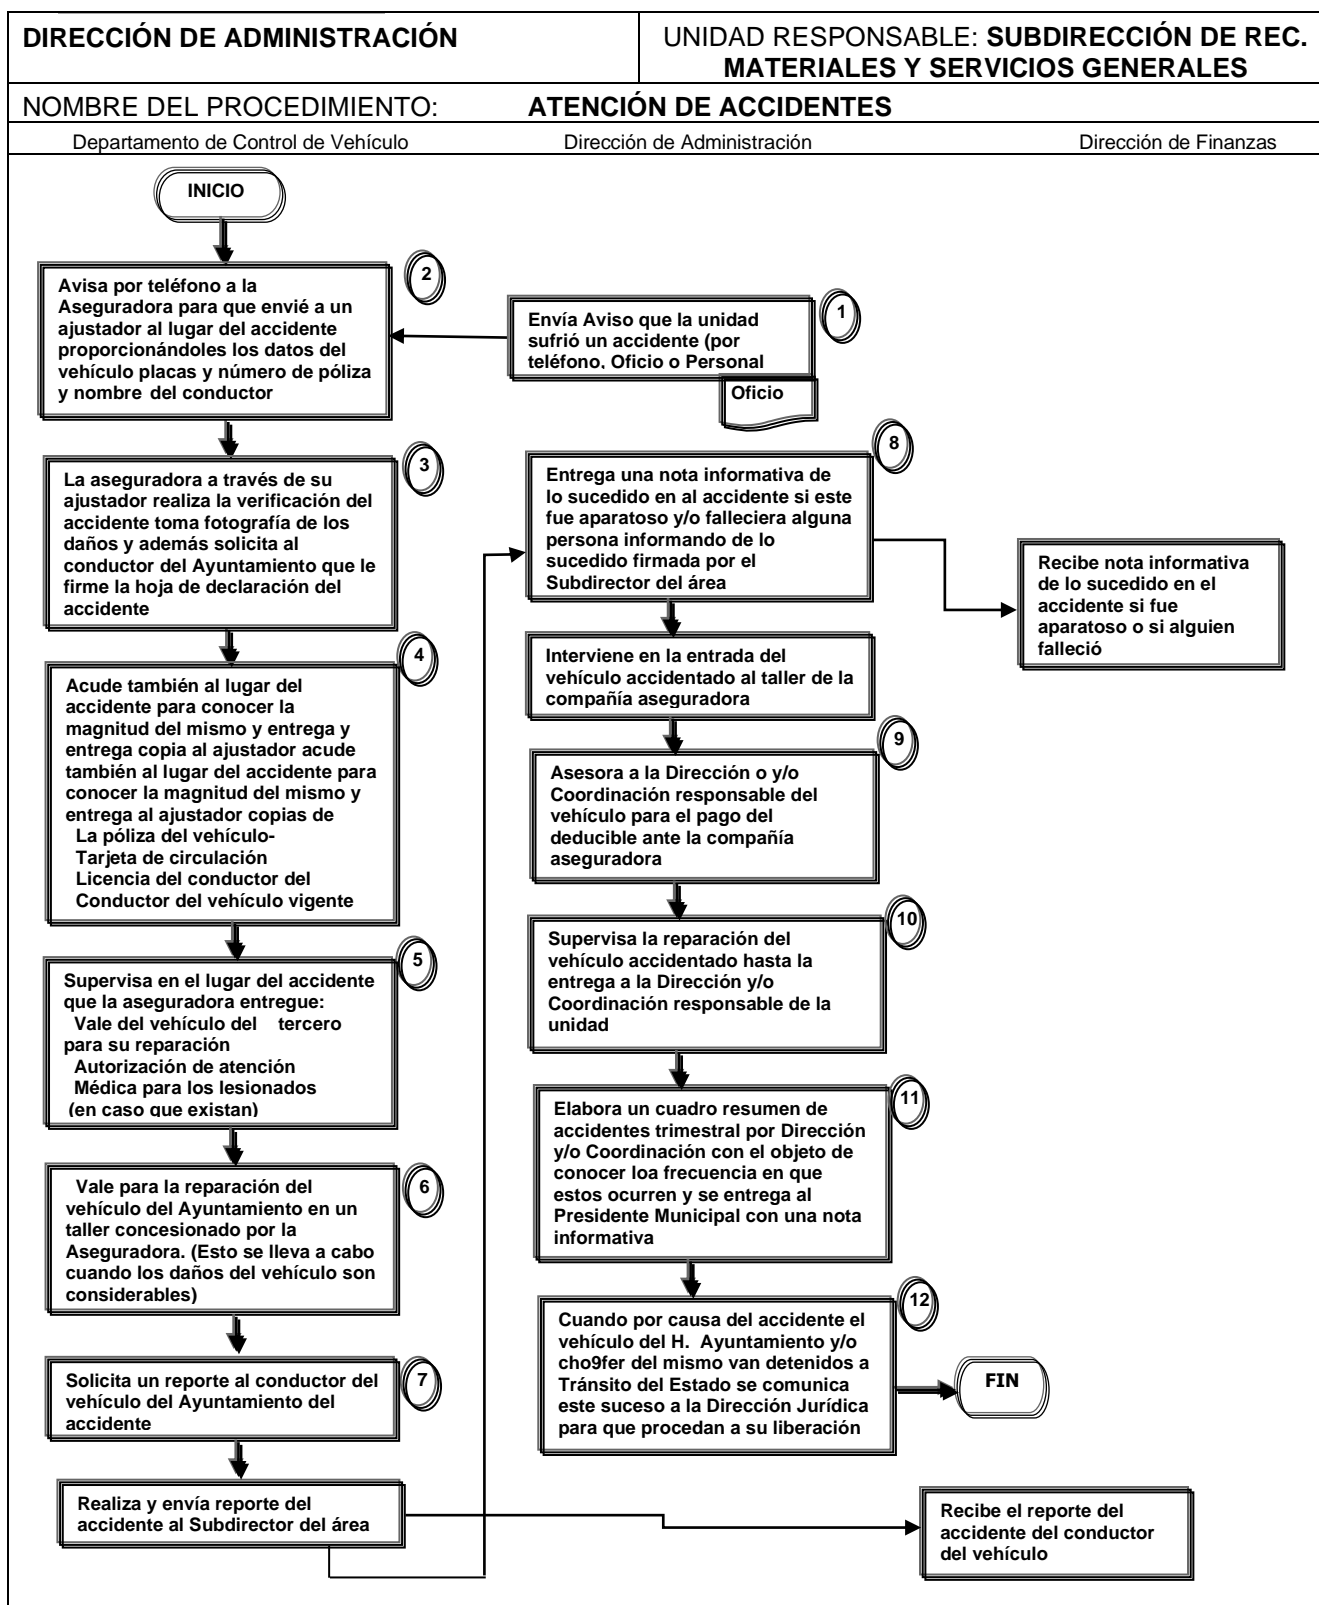 DIRECCIÓN DE ADMINISTRACIÓN
UNIDAD RESPONSABLE: SUBDIRECCIÓN DE REC.
MATERIALES Y SERVICIOS GENERALES
NOMBRE DEL PROCEDIMIENTO: ATENCIÓN DE ACCIDENTES
Departamento de Control de Vehículo
Dirección de Administración
Dirección de Finanzas
INICIO
2
Avisa por teléfono a la
Aseguradora para que envié a un
ajustador al lugar del accidente
proporcionándoles los datos del
vehículo placas y número de póliza
y nombre del conductor
1
Envía Aviso que la unidad
sufrió un accidente (por
teléfono, Oficio o Personal
Oficio
3
La aseguradora a través de su
ajustador realiza la verificación del
accidente toma fotografía de los
daños y además solicita al
conductor del Ayuntamiento que le
firme la hoja de declaración del
accidente
4
Acude también al lugar del
accidente para conocer la
magnitud del mismo y entrega y
entrega copia al ajustador acude
también al lugar del accidente para
conocer la magnitud del mismo y
entrega al ajustador copias de
La póliza del vehículo-
Tarjeta de circulación
Licencia del conductor del
Conductor del vehículo vigente
5
Supervisa en el lugar del accidente
que la aseguradora entregue:
Vale del vehículo del tercero
para su reparación
Autorización de atención
Médica para los lesionados
(en caso que existan)
6
Vale para la reparación del
vehículo del Ayuntamiento en un
taller concesionado por la
Aseguradora. (Esto se lleva a cabo
cuando los daños del vehículo son
considerables)
7
Solicita un reporte al conductor del
vehículo del Ayuntamiento del
accidente
Realiza y envía reporte del
accidente al Subdirector del área
8
Entrega una nota informativa de
lo sucedido en al accidente si este
fue aparatoso y/o falleciera alguna
persona informando de lo
sucedido firmada por el
Subdirector del área
Recibe nota informativa
de lo sucedido en el
accidente si fue
aparatoso o si alguien
falleció
Interviene en la entrada del
vehículo accidentado al taller de la
compañía aseguradora
9
Asesora a la Dirección o y/o
Coordinación responsable del
vehículo para el pago del
deducible ante la compañía
aseguradora
10
Supervisa la reparación del
vehículo accidentado hasta la
entrega a la Dirección y/o
Coordinación responsable de la
unidad
11
Elabora un cuadro resumen de
accidentes trimestral por Dirección
y/o Coordinación con el objeto de
conocer loa frecuencia en que
estos ocurren y se entrega al
Presidente Municipal con una nota
informativa
12
Cuando por causa del accidente el
vehículo del H. Ayuntamiento y/o
cho9fer del mismo van detenidos a
Tránsito del Estado se comunica
este suceso a la Dirección Jurídica
para que procedan a su liberación
FIN
Recibe el reporte del
accidente del conductor
del vehículo